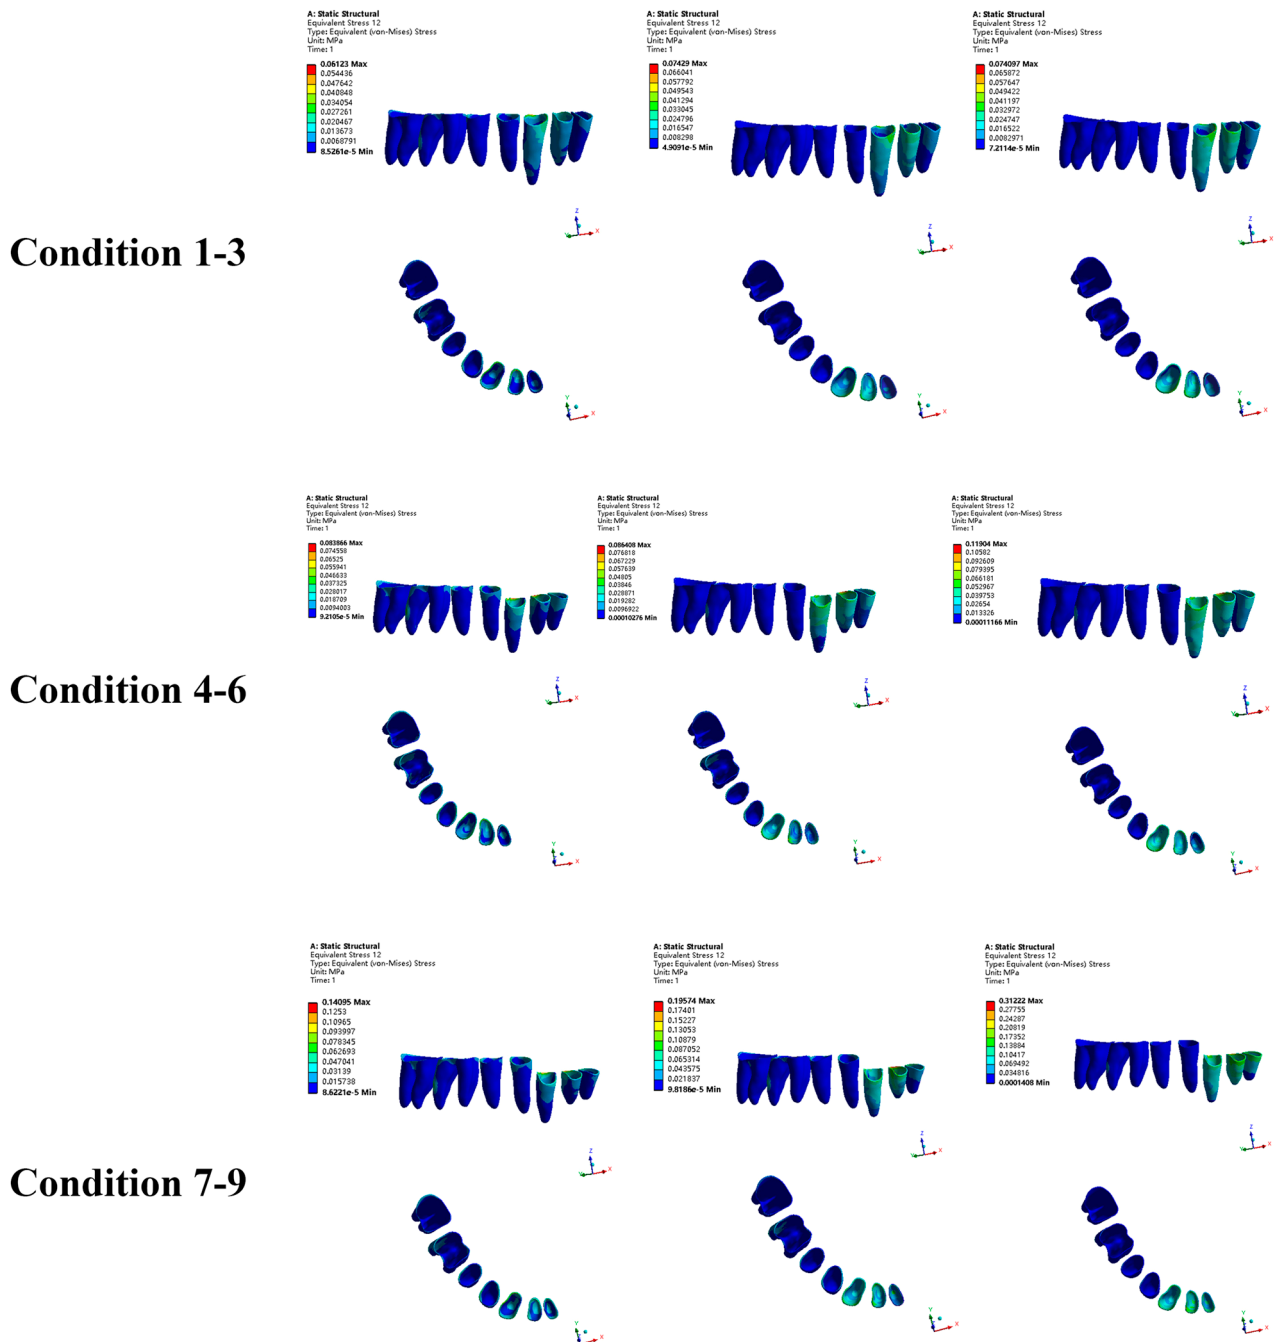 A: Static Structural
Equivalent Stress 12
Type: Equivalent (von-Mises) Stress
Unit: MPa
Time: 1
0.06123 Max
0.054436
0.047642
0.040848
0.034054
0.027261
0.020467
0.013673
0.0068791
8.5261e-5 Min
A: Static Structural
Equivalent Stress 12
Type: Equivalent (von-Mises) Stress
Unit: MPa
Time: 1
0.07429 Max
0.066041
0.057792
0.049543
0.041294
0.033045
0.024796
0.016547
0.008298
4.9091e-5 Min
A: Static Structural
Equivalent Stress 12
Type: Equivalent (von-Mises) Stress
Unit: MPa
Time: 1
0.074097 Max
0.065872
0.057647
0.049422
0.041197
0.032972
0.024747
0.016522
0.0082971
7.2114e-5 Min
Z
Y
X
Z
Y
X
Z
Y
X
Condition 1-3
Y
X
Y
X
Y
X
A: Static Structural
Equivalent Stress 12
Type: Equivalent (von-Mises) Stress
Unit: MPa
Time: 1
0.083866 Max
0.074558
0.06525
0.055941
0.046633
0.037325
0.028017
0.018709
0.0094003
9.2105e-5 Min
A: Static Structural
Equivalent Stress 12
Type: Equivalent (von-Mises) Stress
Unit: MPa
Time: 1
0.086408 Max
0.076818
0.067229
0.057639
0.04805
0.03846
0.028871
0.019282
0.0096922
0.00010276 Min
A: Static Structural
Equivalent Stress 12
Type: Equivalent (von-Mises) Stress
Unit: MPa
Time: 1
0.11904 Max
0.10582
0.092609
0.079395
0.066181
0.052967
0.039753
0.02654
0.013326
0.00011166 Min
Z
Y
X
Z
Y
X
Z
Y
X
Condition 4-6
Y
X
Y
X
Y
X
A: Static Structural
Equivalent Stress 12
Type: Equivalent (von-Mises) Stress
Unit: MPa
Time: 1
0.14095 Max
0.1253
0.10965
0.093997
0.078345
0.062693
0.047041
0.03139
0.015738
8.6221e-5 Min
A: Static Structural
Equivalent Stress 12
Type: Equivalent (von-Mises) Stress
Unit: MPa
Time: 1
0.19574 Max
0.17401
0.15227
0.13053
0.10879
0.087052
0.065314
0.043575
0.021837
9.8186e-5 Min
A: Static Structural
Equivalent Stress 12
Type: Equivalent (von-Mises) Stress
Unit: MPa
Time: 1
0.31222 Max
0.27755
0.24287
0.20819
0.17352
0.13884
0.10417
0.069492
0.034816
0.0001408 Min
Z
Y
X
Z
Y
X
Z
Y
X
Condition 7-9
Y
X
Y
X
Y
X